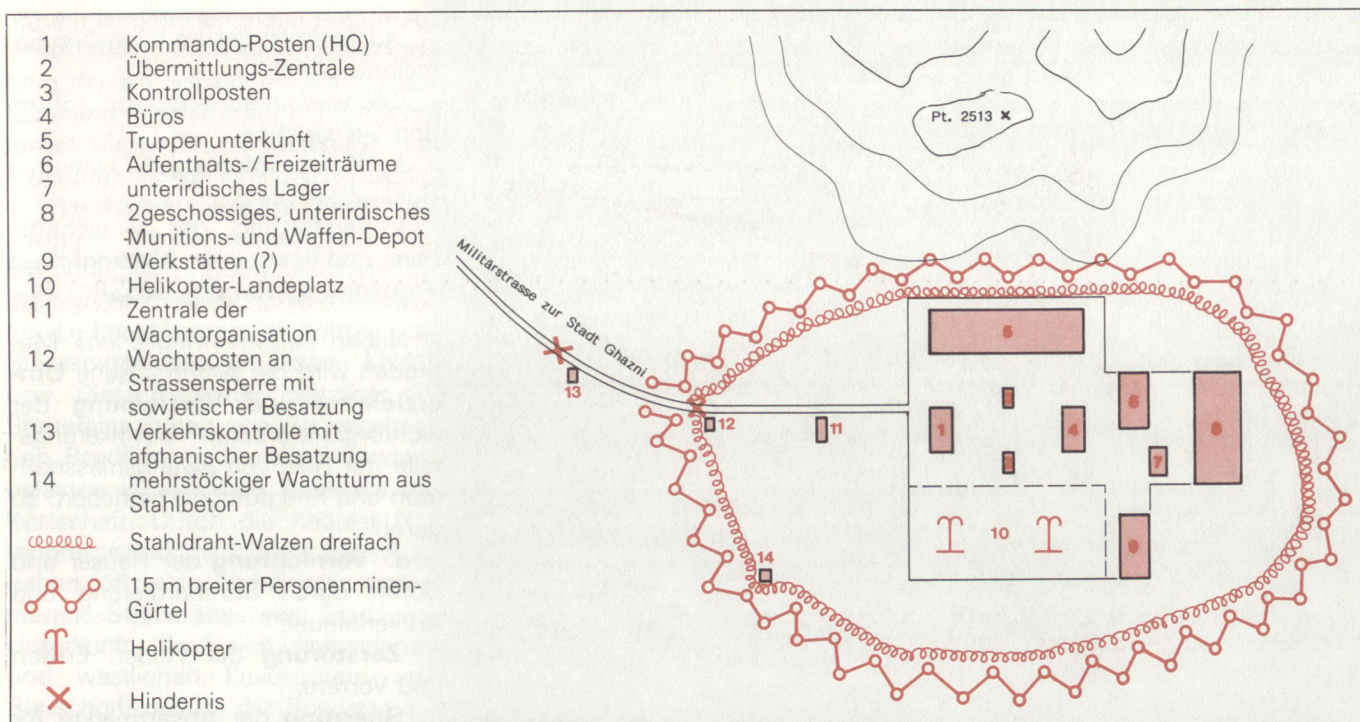 1 Kommando-Posten (HQ)
2 Übermittlungs-Zentrale
3 Kontrollposten
4 Büros
5 Truppenunterkunft
6 Aufenthalts-/Freizeiträume
7 unterirdisches Lager
8 2geschossiges, unterirdisches
Munitions- und Waffen-Depot
9 Werkstätten (?)
10 Helikopter-Landeplatz
11 Zentrale der
Wachtorganisation
12 Wachtposten an
Strassensperre mit
sowjetischer Besatzung
13 Verkehrskontrolle mit
afghanischer Besatzung
14 mehrstöckiger Wachtturm aus
Stahlbeton
Stahldraht-Walzen dreifach
15 m breiter Personenminen-
Gürtel
Helikopter
Hindernis
Pt. 2513
Militärstrasse zur Stadt Ghazni
13
12
11
14
5
1
4
6
8
7
10
9